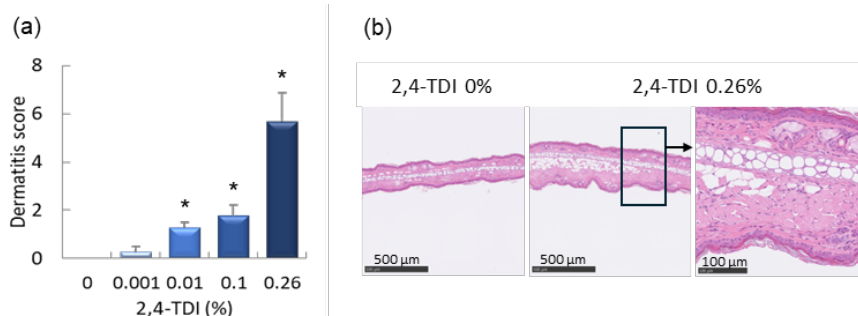 (a)
Dermatitis score
8
6
4
2
0
*
*
*
0 0.001 0.01 0.1 0.26
2,4-TDI (%)
(b)
2,4-TDI 0% 2,4-TDI 0.26%
500 µm
500 µm
100 µm